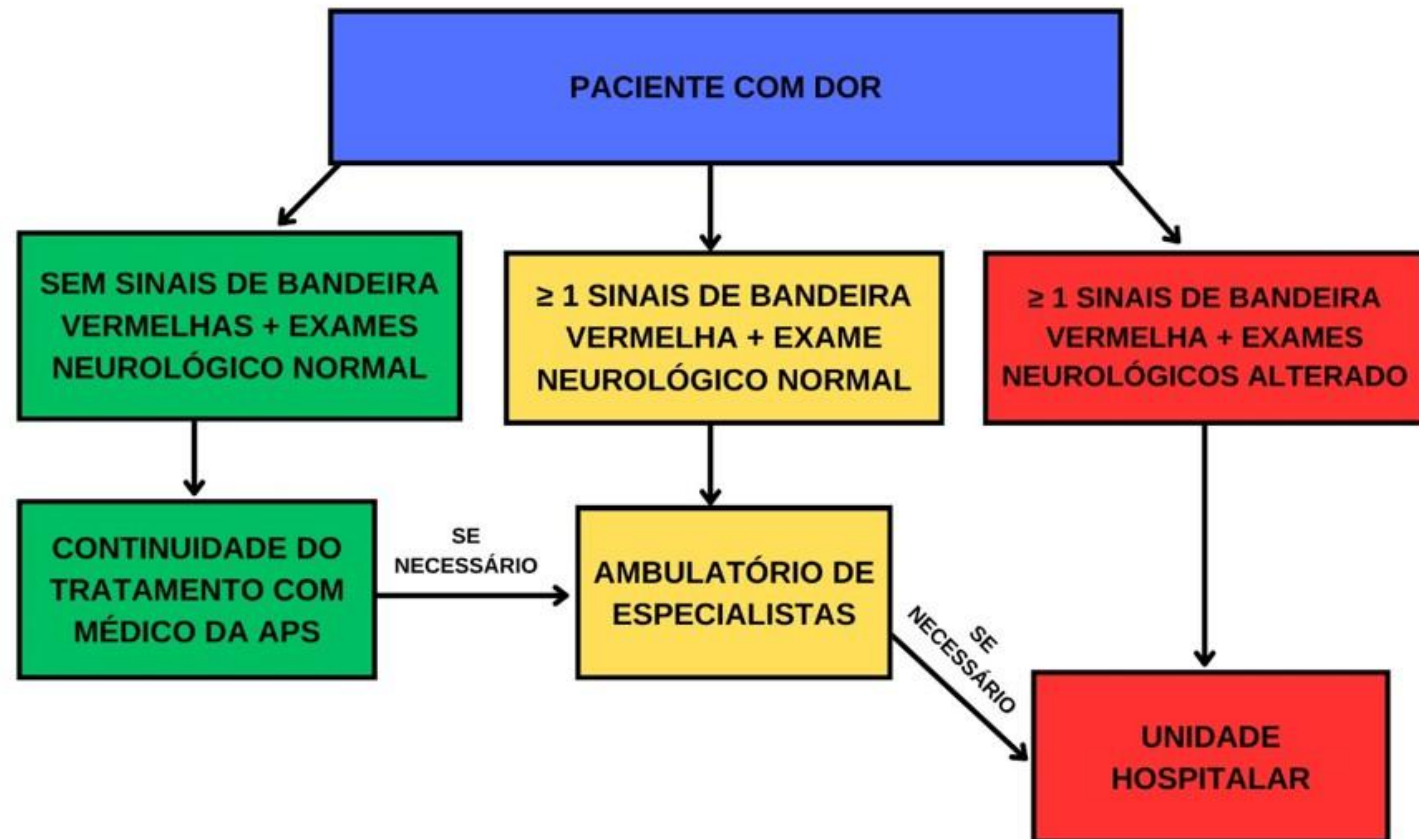 PACIENTE COM DOR
SEM SINAIS DE BANDEIRA
VERMELHAS + EXAMES
NEUROLÓGICO NORMAL
≥ 1 SINAIS DE BANDEIRA
VERMELHA + EXAME
NEUROLÓGICO NORMAL
≥ 1 SINAIS DE BANDEIRA
VERMELHA + EXAMES
NEUROLÓGICOS ALTERADO
CONTINUIDADE DO
TRATAMENTO COM
MÉDICO DA APS
SE
NECESSÁRIO
AMBULATÓRIO DE
ESPECIALISTAS
SE
NECESSÁRIO
UNIDADE
HOSPITALAR